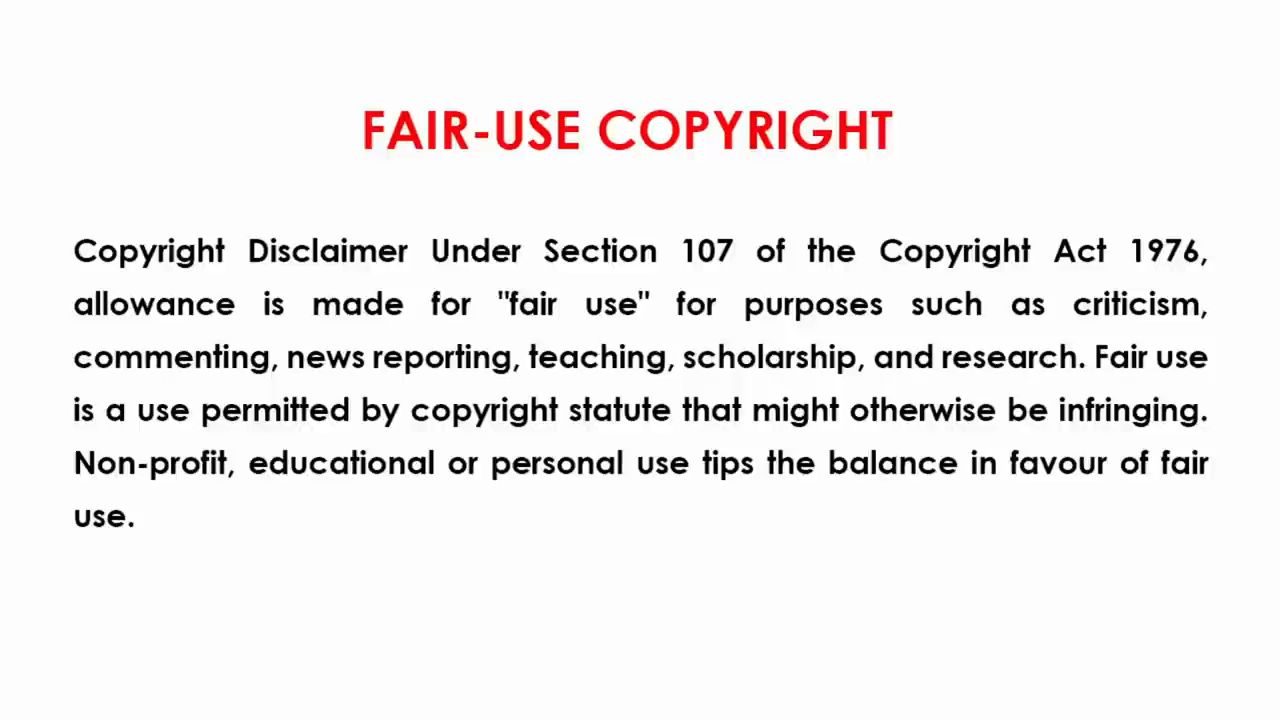 FAIR-USE COPYRIGHT
Copyright Disclaimer Under Section 107 of the Copyright Act 1976,
allowance is made for "fair use" for purposes such as criticism,
commenting, news reporting, teaching, scholarship, and research. Fair use
is a use permitted by copyright statute that might otherwise be infringing.
Non-profit, educational or personal use tips the balance in favour of fair
use.